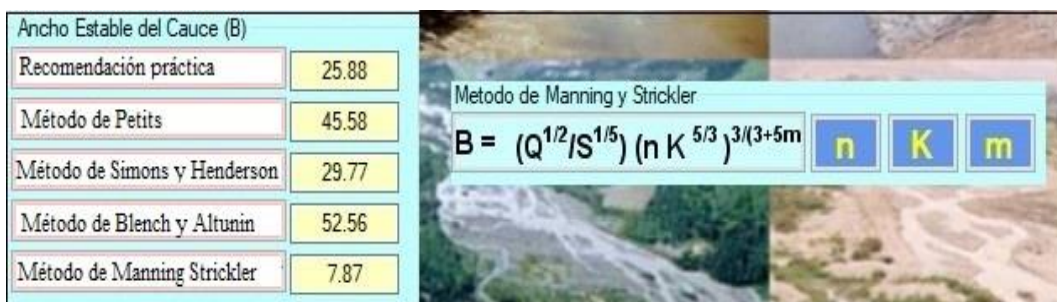 Ancho Estable del Cauce (B)
Recomendación práctica 25.88
Método de Petits 45.58
Método de Simons y Henderson 29.77
Método de Blench y Altunin 52.56
Método de Manning Strickler 7.87
Metodo de Manning y Strickler
B = (Q^1/2/S^1/5) (n K^5/3)^3/(3+5m n K m